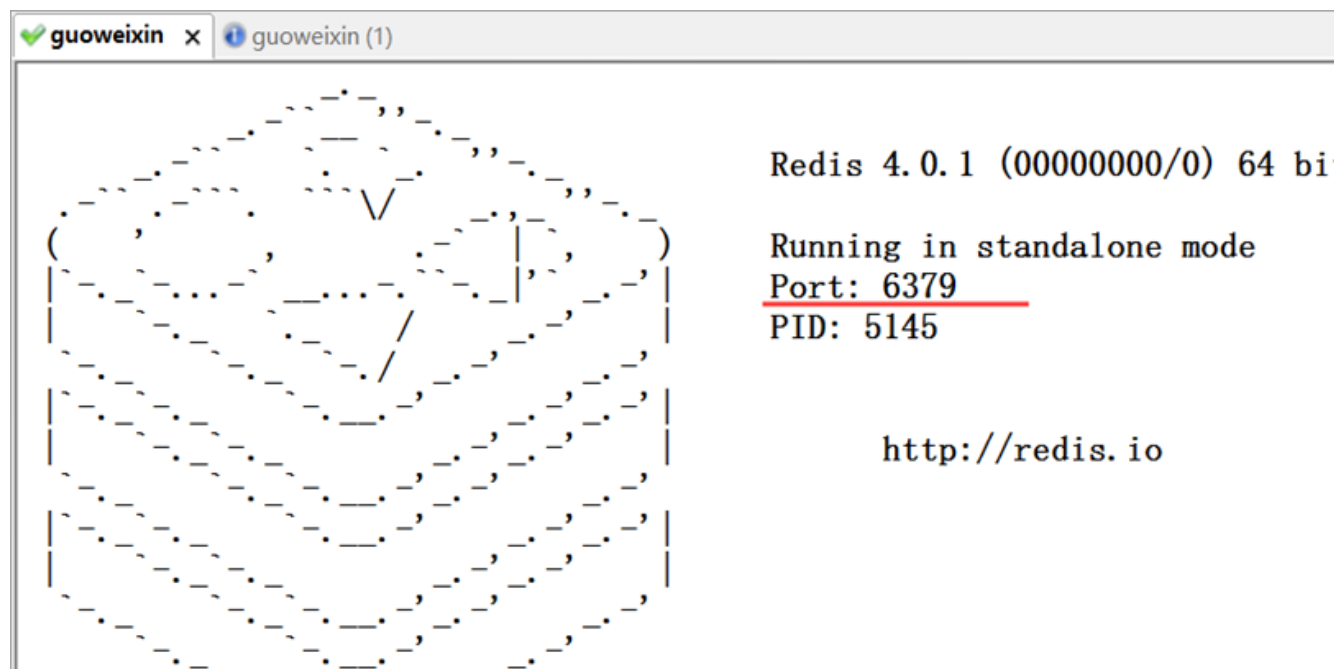 guoweixin x guoweixin (1)
Redis 4.0.1 (00000000/0) 64 bi
Running in standalone mode
Port: 6379
PID: 5145
http://redis.io